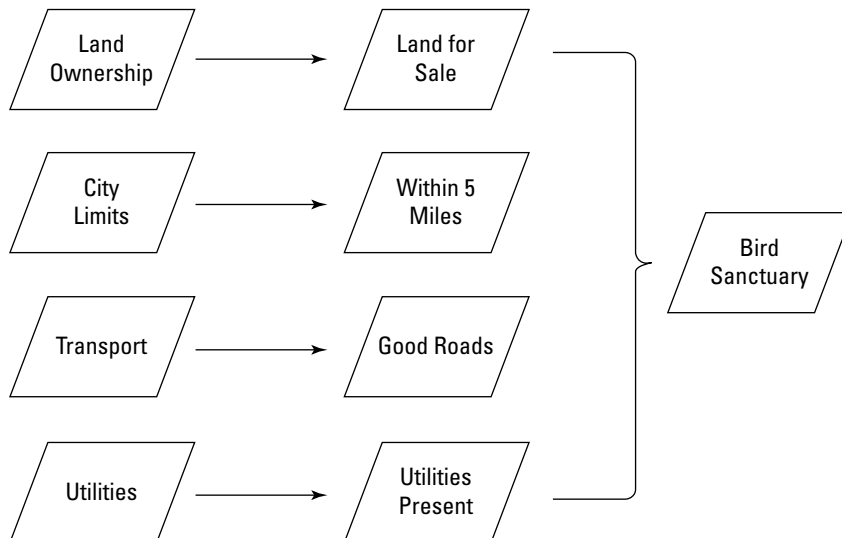 Land
Ownership
Land for
Sale
City
Limits
Within 5
Miles
Bird
Sanctuary
Transport
Good Roads
Utilities
Utilities
Present